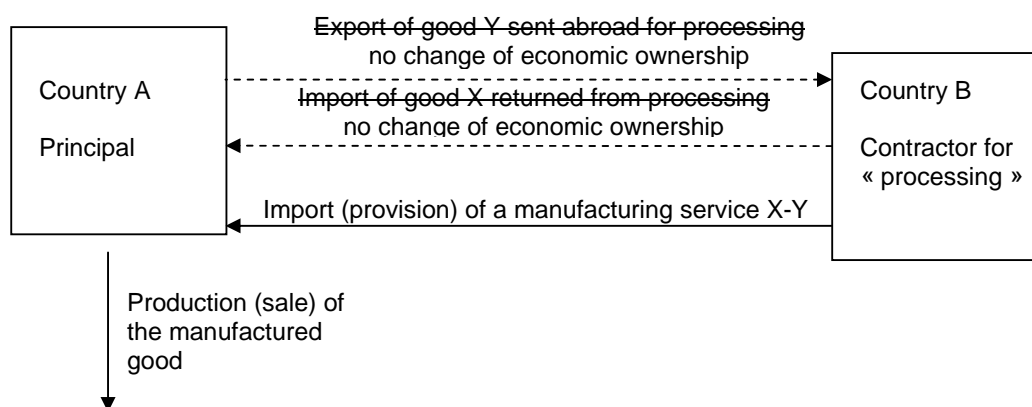 Export of good Y sent abroad for processing
no change of economic ownership
Country A
Principal
Import of good X returned from processing
no change of economic ownership
Country B
Contractor for
« processing »
Import (provision) of a manufacturing service X-Y
Production (sale) of
the manufactured
good